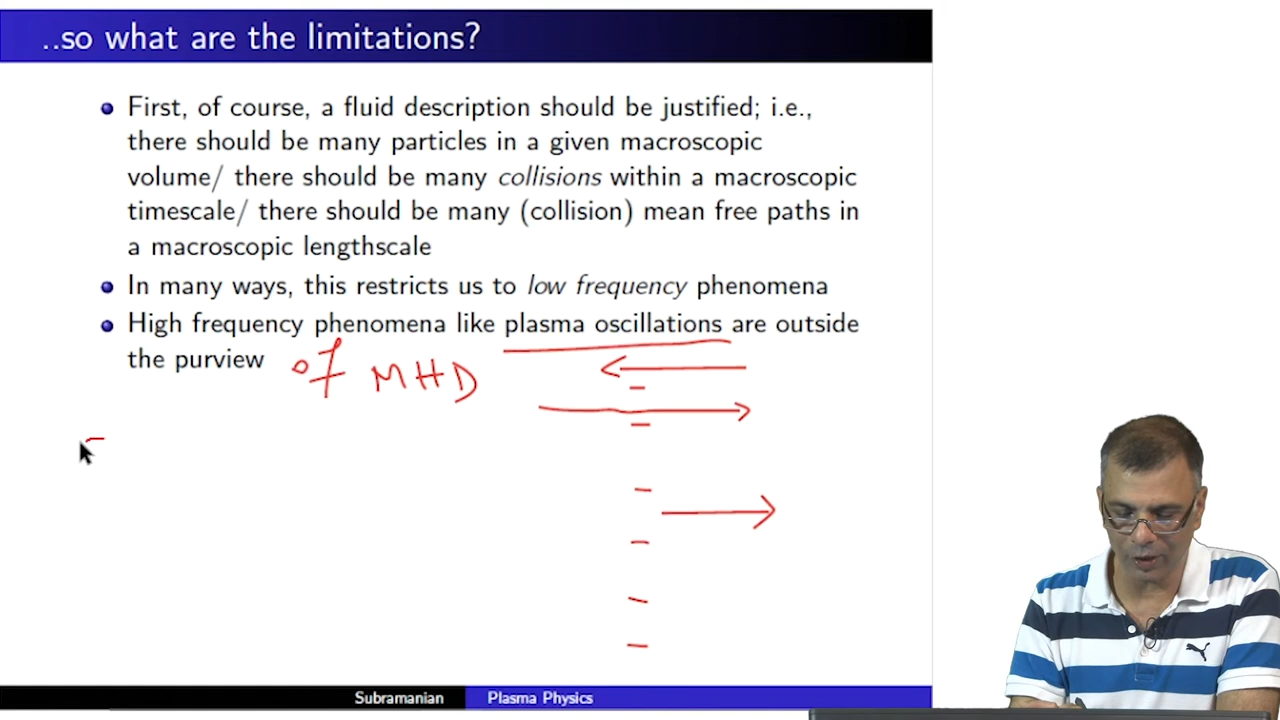 ..so what are the limitations?
First, of course, a fluid description should be justified; i.e.,
there should be many particles in a given macroscopic
volume/ there should be many collisions within a macroscopic
timescale/ there should be many (collision) mean free paths in
a macroscopic lengthscale
In many ways, this restricts us to low frequency phenomena
High frequency phenomena like plasma oscillations are outside
the purview of MHD
Subramanian Plasma Physics